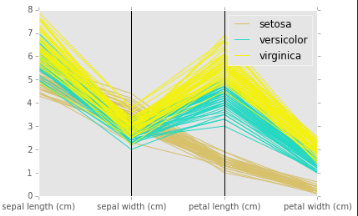 8
7
6
5
4
3
2
1
0
setosa
versicolor
virginica
sepal length (cm)
sepal width (cm)
petal length (cm)
petal width (cm)